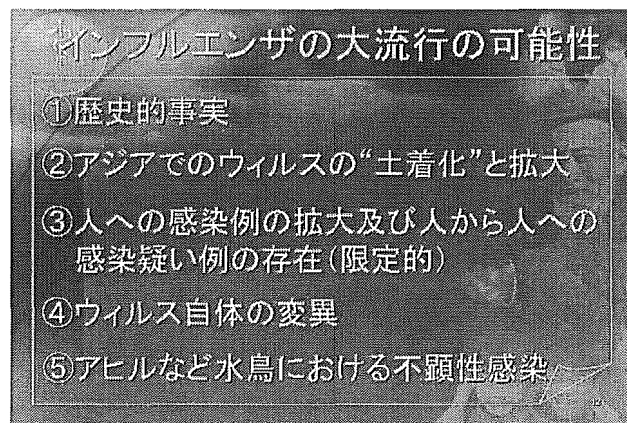 インフルエンザの大流行の可能性
①歴史的事実
②アジアでのウィルスの“土着化”と拡大
③人への感染例の拡大及び人から人への
感染疑い例の存在(限定的)
④ウィルス自体の変異
⑤アヒルなど水鳥における不顕性感染